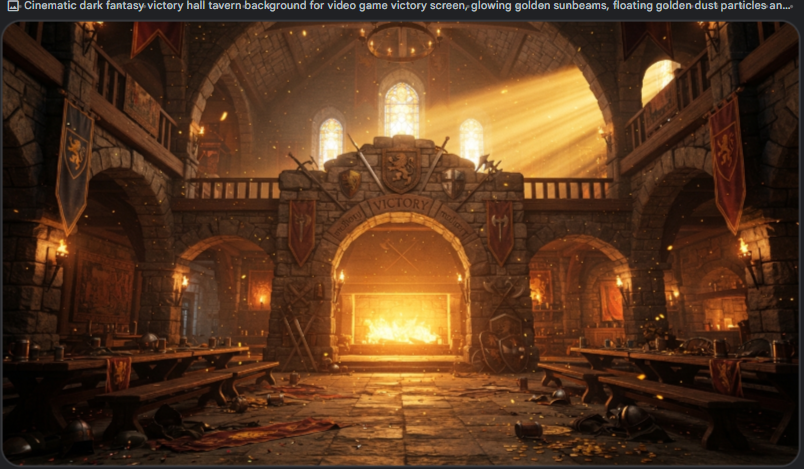 Cinematic dark fantasy victory hall tavern background for video game victory screen, glowing golden sunbeams, floating golden dust particles an...
VICTORY